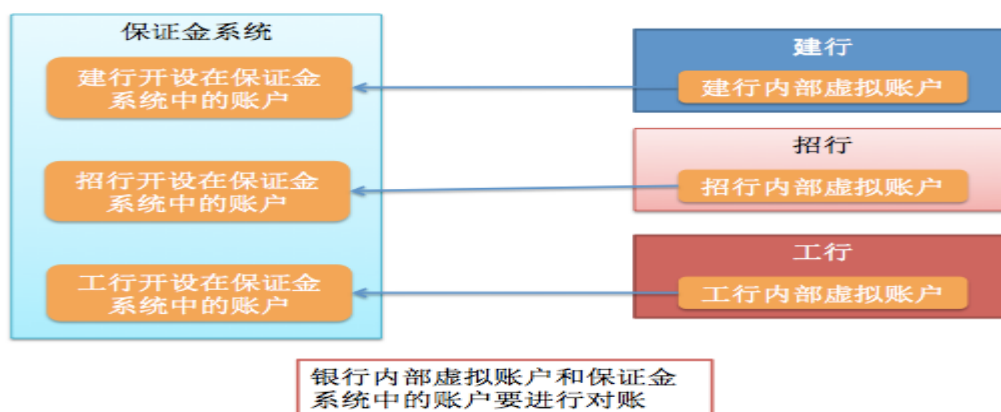 保证金系统
建行开设在保证金
系统中的账户
招行开设在保证金
系统中的账户
工行开设在保证金
系统中的账户
建行
建行内部虚拟账户
招行
招行内部虚拟账户
工行
工行内部虚拟账户
银行内部虚拟账户和保证金
系统中的账户要进行对账